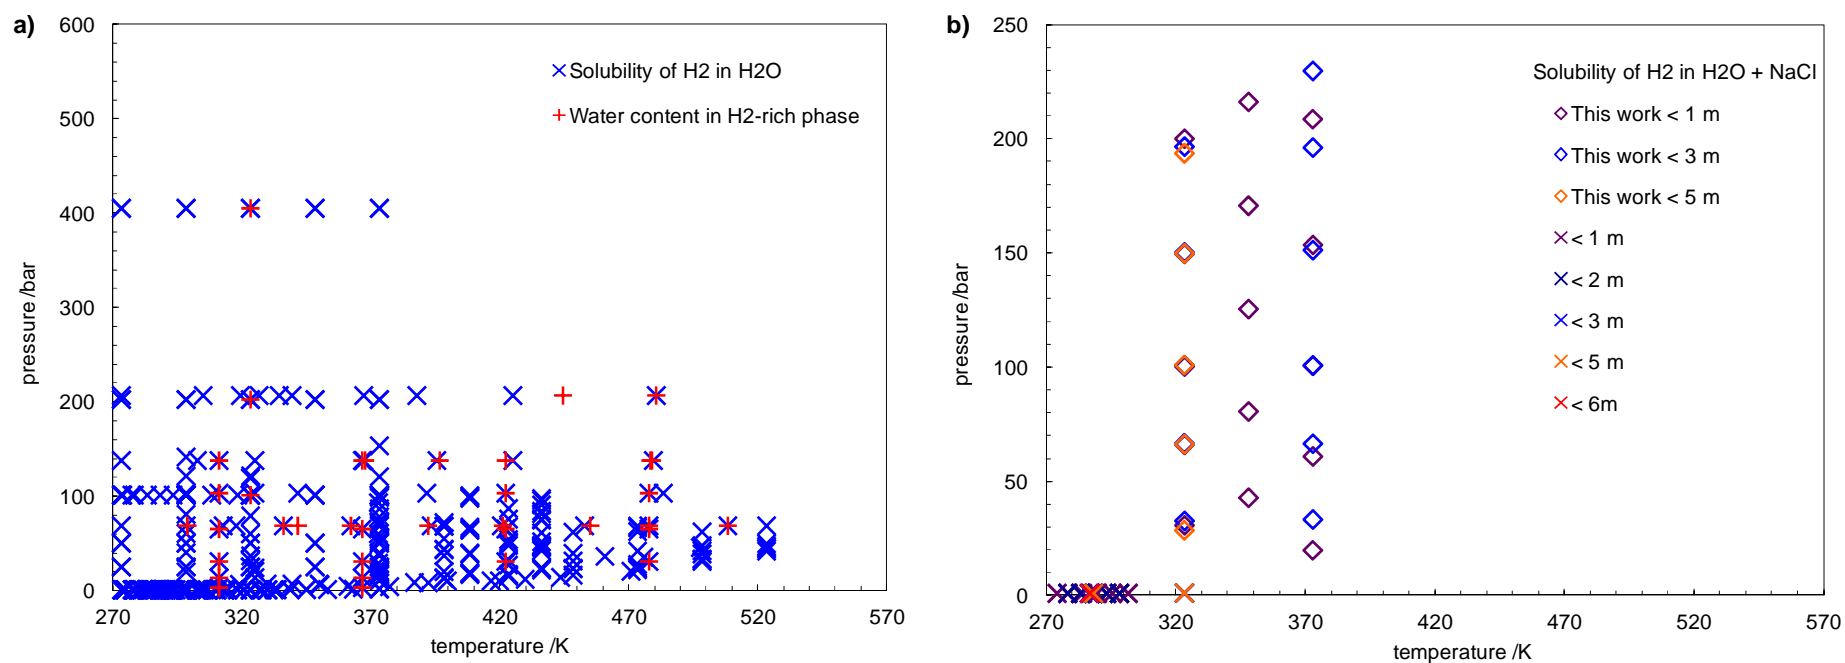 a)
600
500
400
300
200
100
0
pressure /bar
270
320
370
420
470
520
570
temperature /K
Solubility of H2 in H2O
Water content in H2-rich phase
b)
250
200
150
100
50
0
pressure /bar
270
320
370
420
470
520
570
temperature /K
Solubility of H2 in H2O + NaCl
This work < 1 m
This work < 3 m
This work < 5 m
< 1 m
< 2 m
< 3 m
< 5 m
< 6m